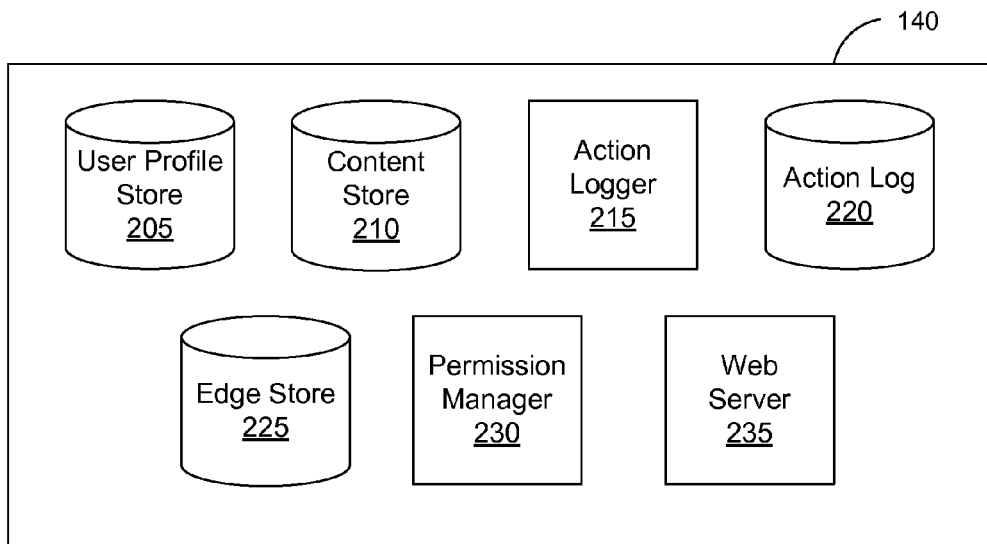 140
User Profile
Store
205
Content
Store
210
Action
Logger
215
Action Log
220
Edge Store
225
Permission
Manager
230
Web
Server
235